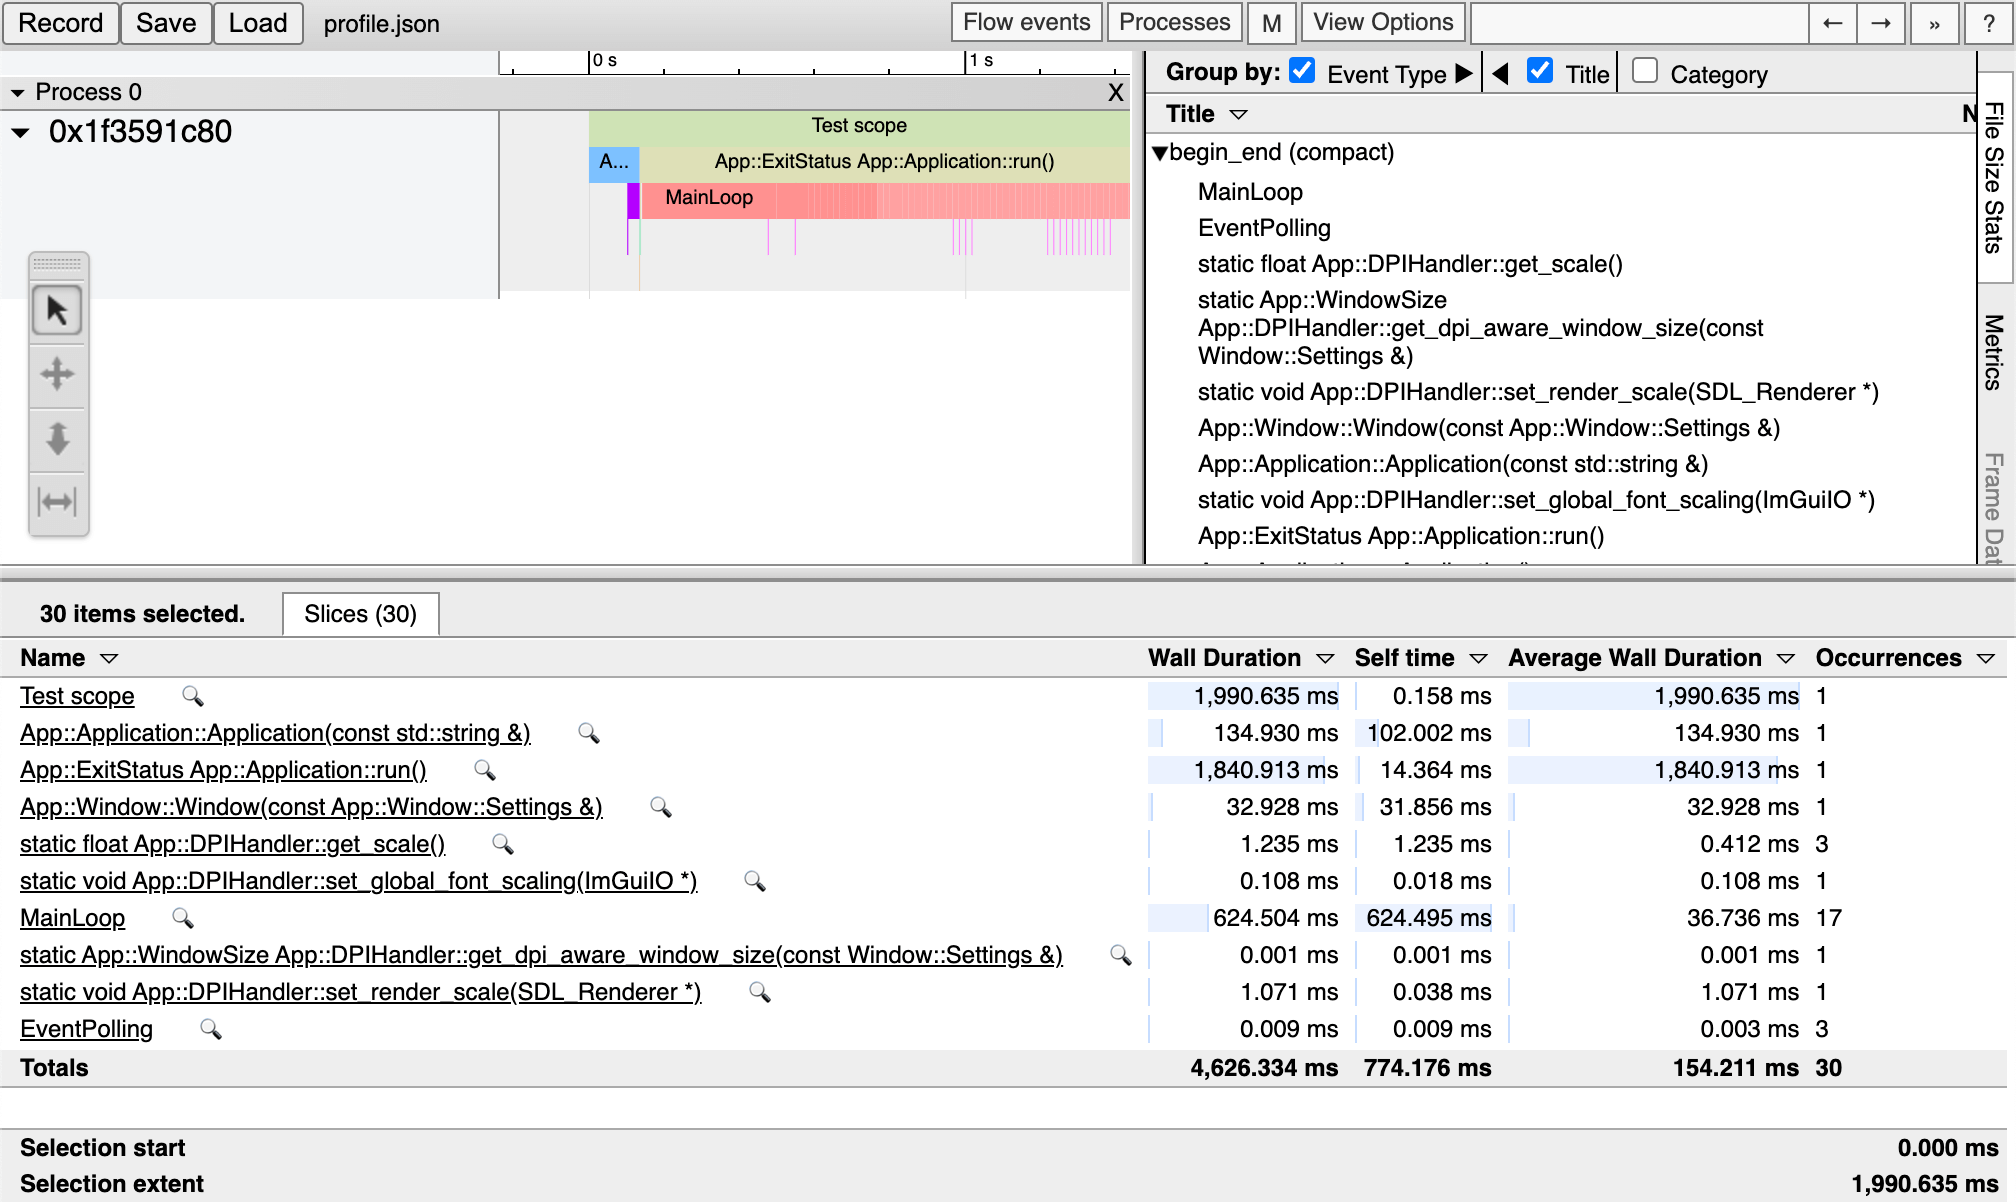 Record Save Load profile.json Flow events Processes M View Options ← → » ?
0 s 1 s
Process 0 X
0x1f3591c80
Test scope
A... App::ExitStatus App::Application::run()
MainLoop
Group by: Event Type Title Category
Title N
begin_end (compact)
MainLoop
EventPolling
static float App::DPIHandler::get_scale()
static App::WindowSize
App::DPIHandler::get_dpi_aware_window_size(const
Window::Settings &)
static void App::DPIHandler::set_render_scale(SDL_Renderer *)
App::Window::Window(const App::Window::Settings &)
App::Application::Application(const std::string &)
static void App::DPIHandler::set_global_font_scaling(ImGuiIO *)
App::ExitStatus App::Application::run()
File Size Stats
Metrics
Frame Dat
30 items selected. Slices (30)
Name Wall Duration Self time Average Wall Duration Occurrences
Test scope 1,990.635 ms 0.158 ms 1,990.635 ms 1
App::Application::Application(const std::string &) 134.930 ms 102.002 ms 134.930 ms 1
App::ExitStatus App::Application::run() 1,840.913 ms 14.364 ms 1,840.913 ms 1
App::Window::Window(const App::Window::Settings &) 32.928 ms 31.856 ms 32.928 ms 1
static float App::DPIHandler::get_scale() 1.235 ms 1.235 ms 0.412 ms 3
static void App::DPIHandler::set_global_font_scaling(ImGuiIO *) 0.108 ms 0.018 ms 0.108 ms 1
MainLoop 624.504 ms 624.495 ms 36.736 ms 17
static App::WindowSize App::DPIHandler::get_dpi_aware_window_size(const Window::Settings &) 0.001 ms 0.001 ms 0.001 ms 1
static void App::DPIHandler::set_render_scale(SDL_Renderer *) 1.071 ms 0.038 ms 1.071 ms 1
EventPolling 0.009 ms 0.009 ms 0.003 ms 3
Totals 4,626.334 ms 774.176 ms 154.211 ms 30
Selection start 0.000 ms
Selection extent 1,990.635 ms